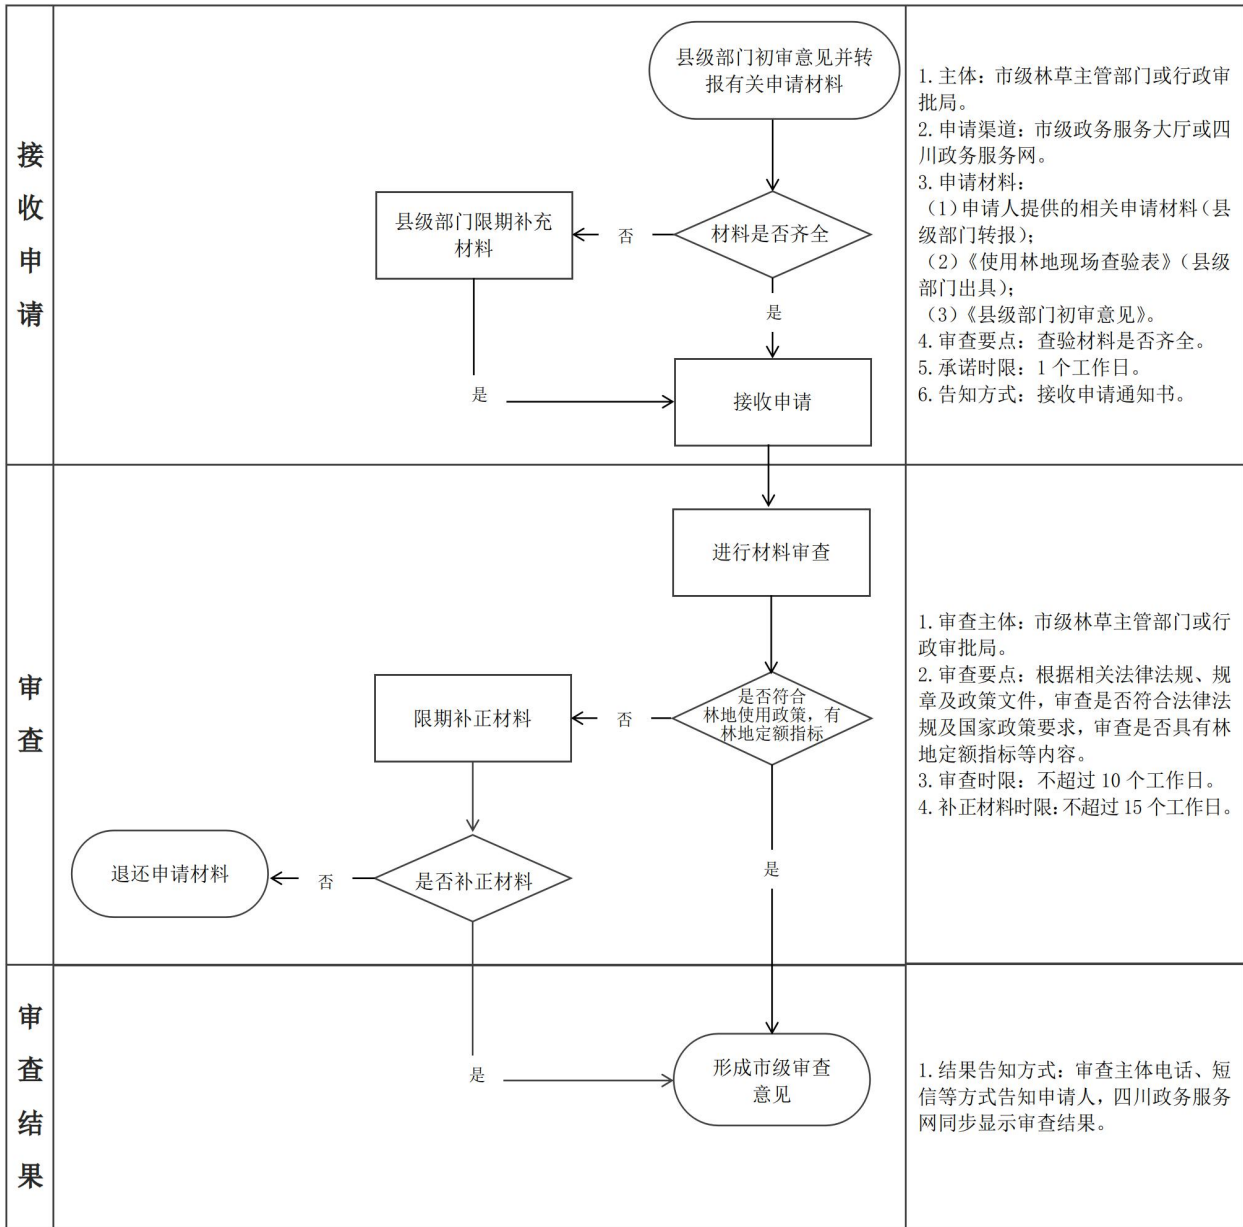 接
收
申
请
县级部门初审意见并转
报有关申请材料
县级部门限期补充
材料
否
材料是否齐全
是
是
接收申请
1.主体：市级林草主管部门或行政审
批局。
2.申请渠道：市级政务服务大厅或四
川政务服务网。
3.申请材料：
（1）申请人提供的相关申请材料（县
级部门转报）；
（2）《使用林地现场查验表》（县级
部门出具）；
（3）《县级部门初审意见》。
4.审查要点：查验材料是否齐全。
5.承诺时限：1 个工作日。
6.告知方式：接收申请通知书。
审
查
进行材料审查
限期补正材料
否
是否符合
林地使用政策，有
林地定额指标
退还申请材料
否
是否补正材料
是
1.审查主体：市级林草主管部门或行
政审批局。
2.审查要点：根据相关法律法规、规
章及政策文件，审查是否符合法律法
规及国家政策要求，审查是否具有林
地定额指标等内容。
3.审查时限：不超过 10 个工作日。
4.补正材料时限：不超过 15 个工作日。
审
查
结
果
是
形成市级审查
意见
1.结果告知方式：审查主体电话、短
信等方式告知申请人，四川政务服务
网同步显示审查结果。